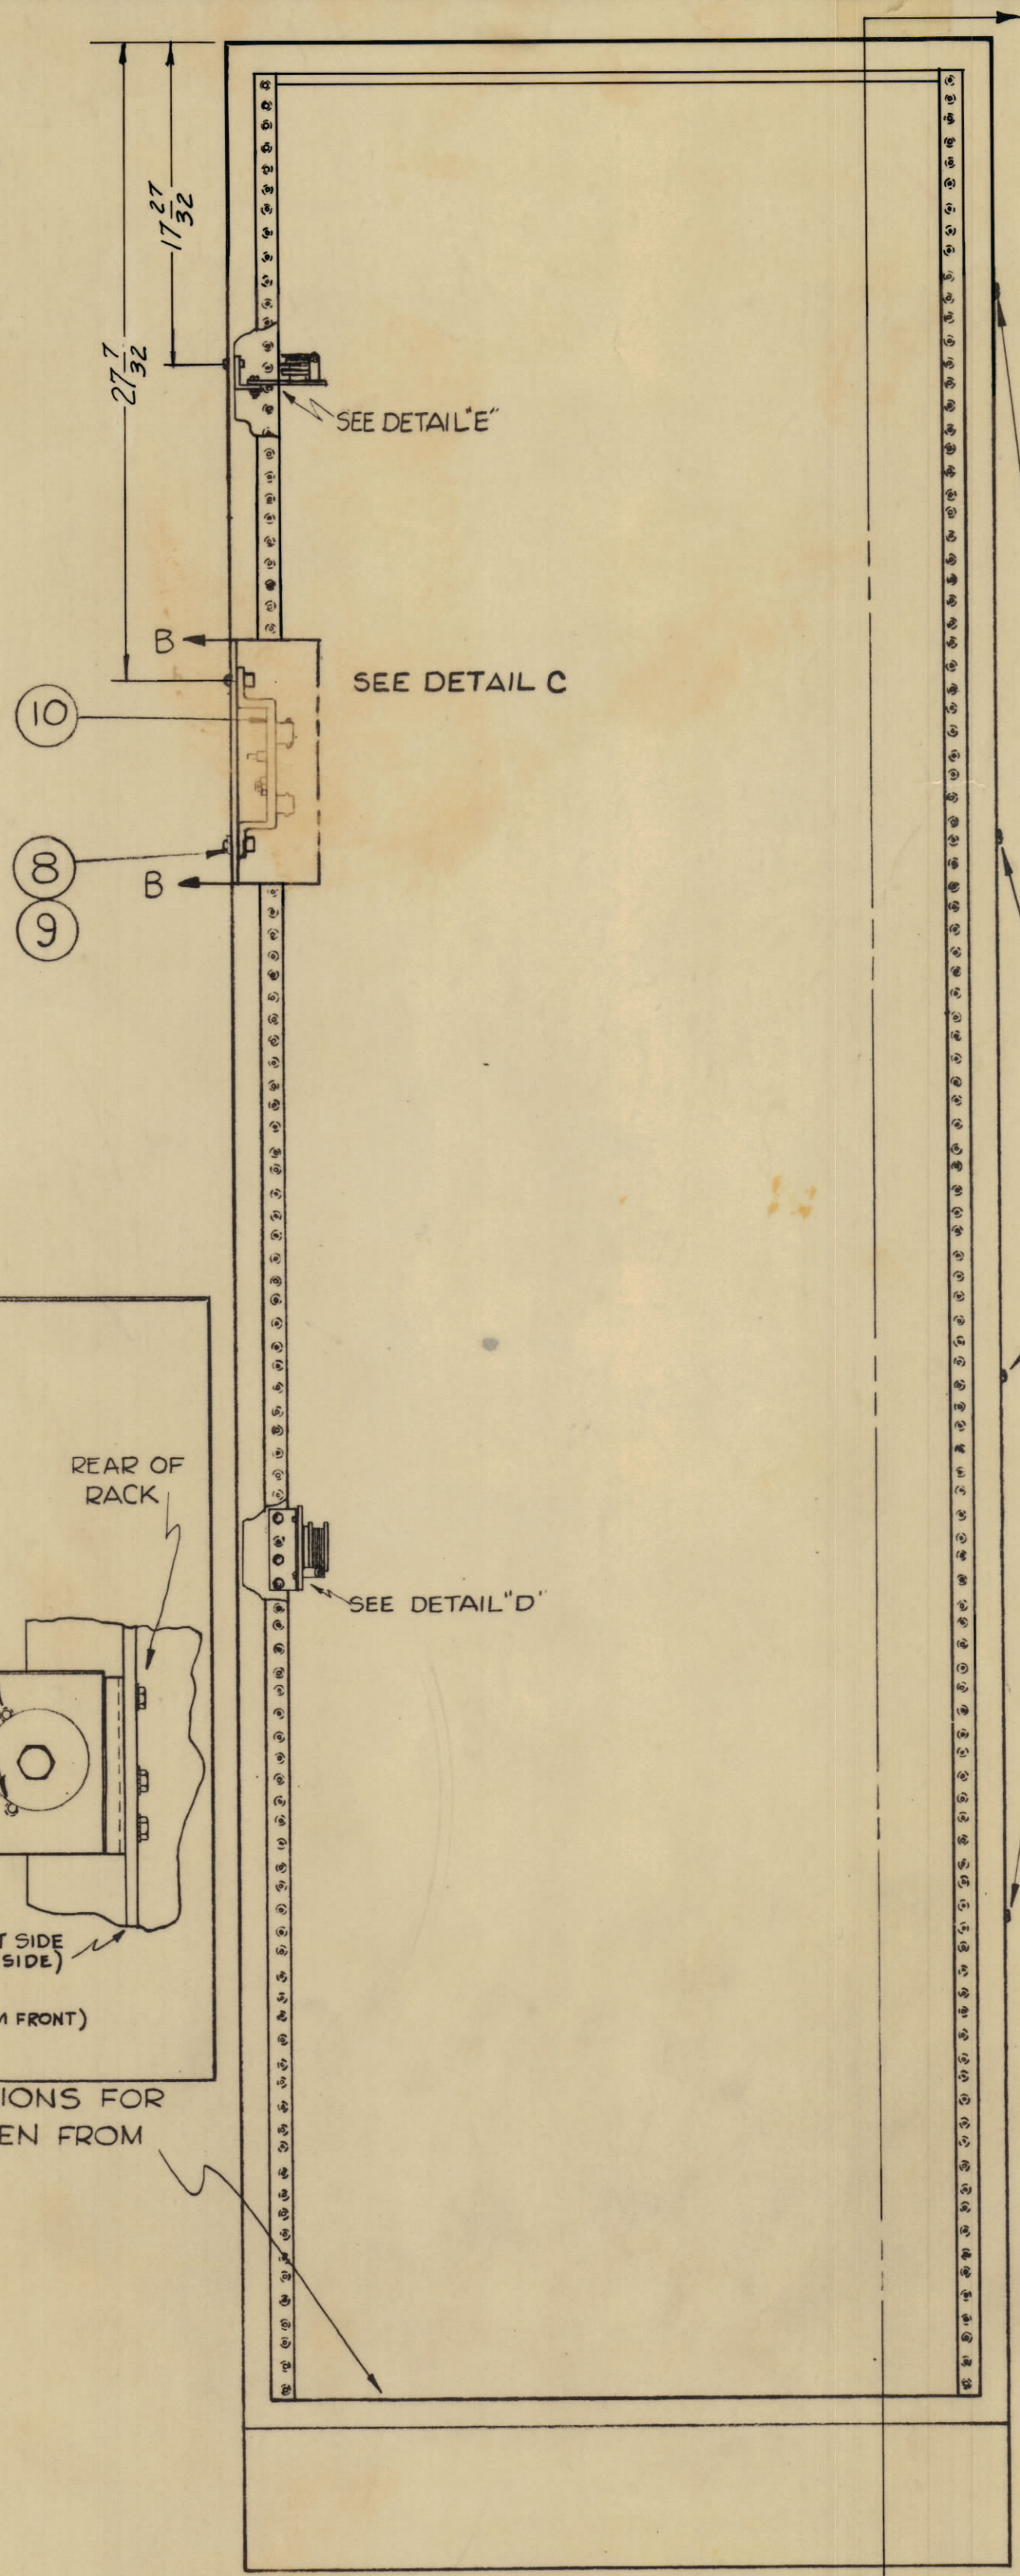 17 27/32
27 7/32
SEE DETAIL "E"
B
SEE DETAIL C
10
8
B
9
REAR OF
RACK
SEE DETAIL "D"
T SIDE
SIDE)
M FRONT)
IONS FOR
EN FROM